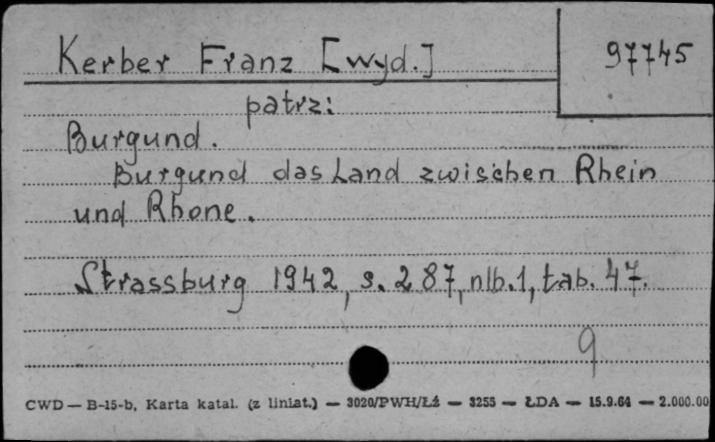 Kerber Franz [wyd.]
97745
patrz:
Burgund.
Burgund das Land zwischen Rhein
und Rhone.
Strassburg 1942, s. 287, nlb. 1, tab. 47.
9
CWD — B-15-b, Karta katal. (z liniat.) — 3020/PWH/Łź — 3255 — ŁDA — 15.9.64 — 2.000.00